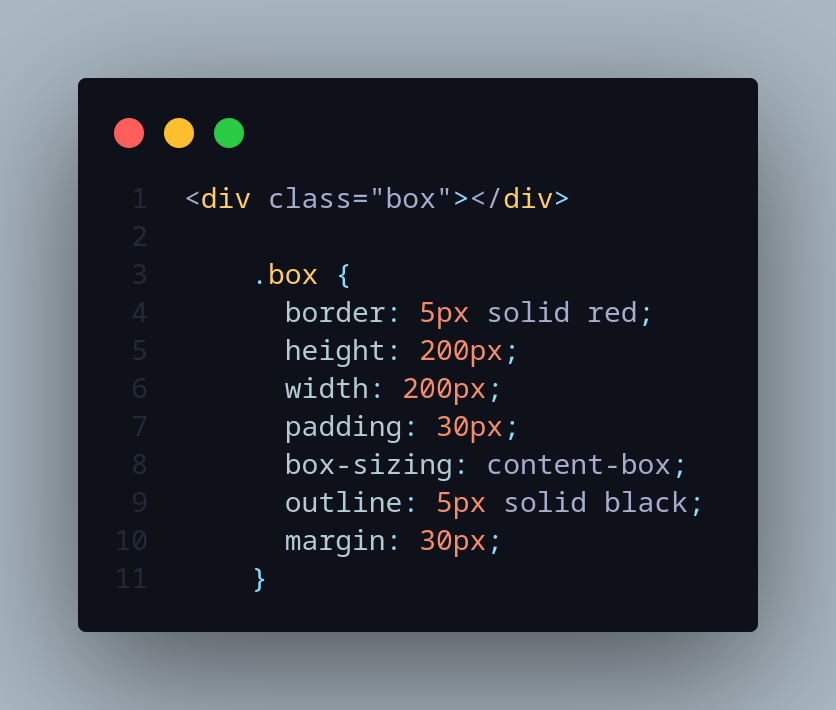 1 <div class="box"></div>
2
3 .box {
4 border: 5px solid red;
5 height: 200px;
6 width: 200px;
7 padding: 30px;
8 box-sizing: content-box;
9 outline: 5px solid black;
10 margin: 30px;
11 }